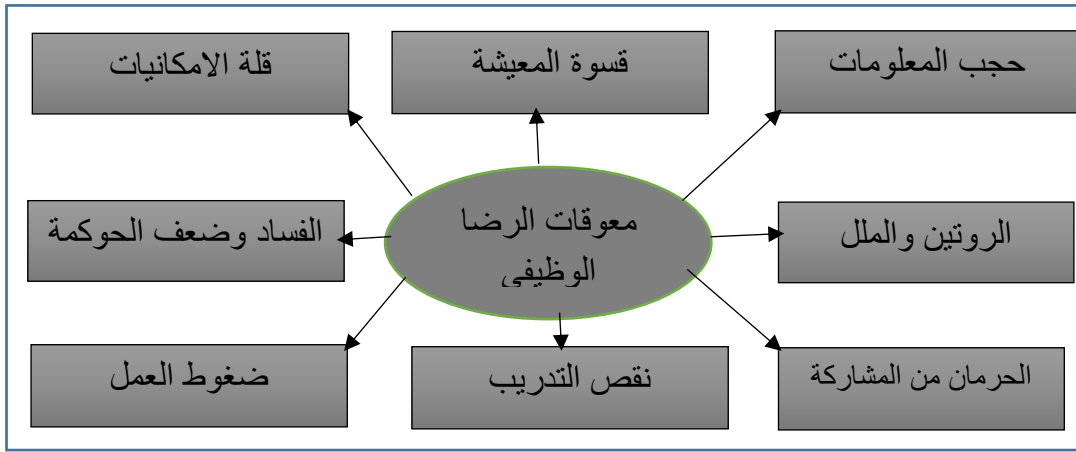 حجب المعلومات
قسوة المعيشة
قلة الامكانيات
معوقات الرضا
الوظيفي
الروتين والملل
الفساد وضعف الحوكمة
الحرمان من المشاركة
نقص التدريب
ضغوط العمل